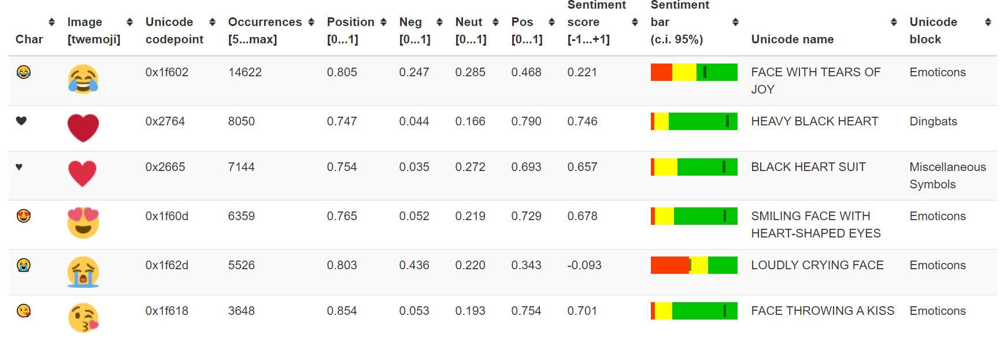 Char Image [twemoji] Unicode codepoint Occurrences [5...max] Position [0...1] Neg [0...1] Neut [0...1] Pos [0...1] Sentiment score [-1...+1] Sentiment bar (c.i. 95%) Unicode name Unicode block
😂 0x1f602 14622 0.805 0.247 0.285 0.468 0.221 FACE WITH TEARS OF JOY Emoticons
❤ 0x2764 8050 0.747 0.044 0.166 0.790 0.746 HEAVY BLACK HEART Dingbats
♥ 0x2665 7144 0.754 0.035 0.272 0.693 0.657 BLACK HEART SUIT Miscellaneous Symbols
😍 0x1f60d 6359 0.765 0.052 0.219 0.729 0.678 SMILING FACE WITH HEART-SHAPED EYES Emoticons
😭 0x1f62d 5526 0.803 0.436 0.220 0.343 -0.093 LOUDLY CRYING FACE Emoticons
😘 0x1f618 3648 0.854 0.053 0.193 0.754 0.701 FACE THROWING A KISS Emoticons